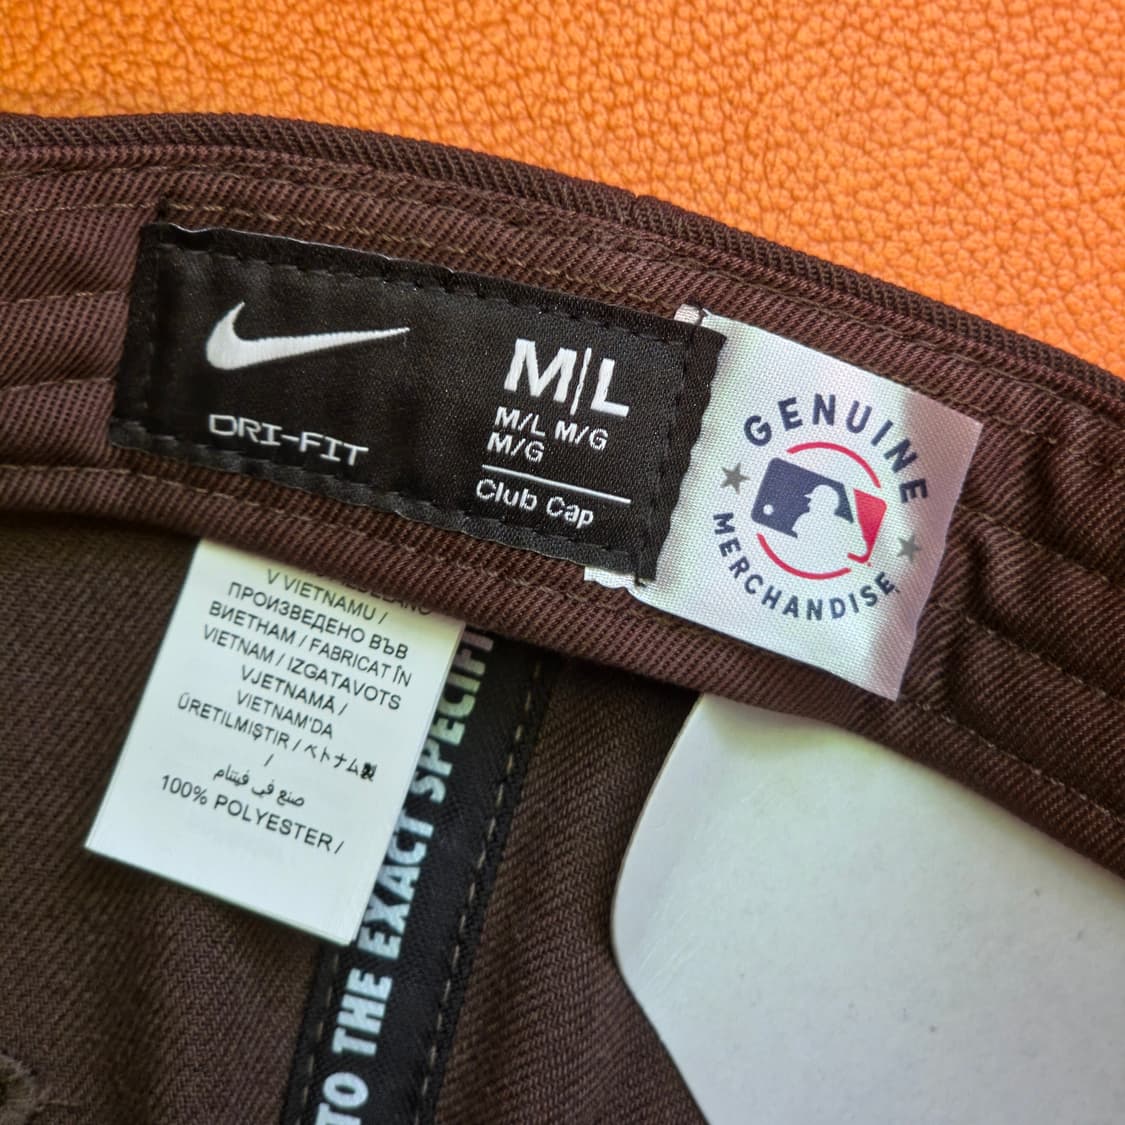 DRI-FIT
M|L
M/L M/G
M/G
Club Cap
GENUINE
MERCHANDISE
V VIETNAMU /
ПРОИЗВЕДЕНО ВЪВ
ВИЕТНАМ / FABRICAT ÎN
VIETNAM / IZGATAVOTS
VJETNAMĀ /
VIETNAM'DA
ÜRETILMIŞTIR / ベトナム製
/
صنع في فيتنام
100% POLYESTER /
TO THE EXACT